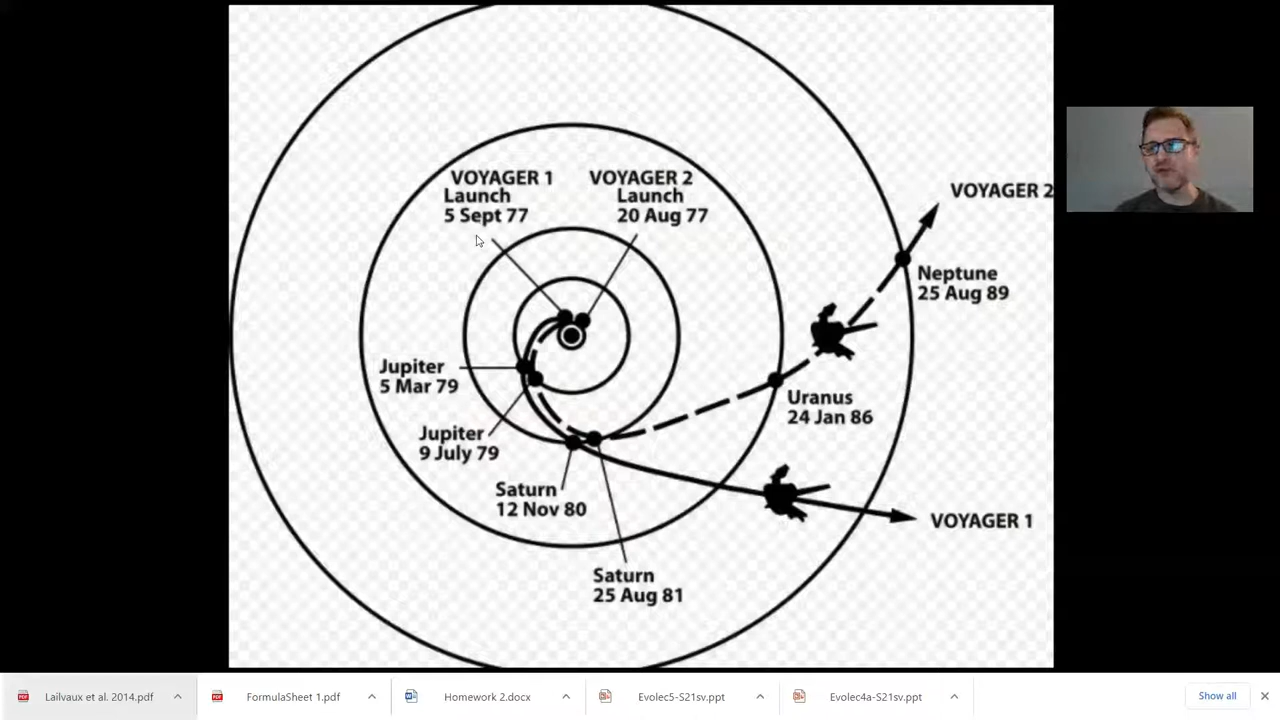 VOYAGER 1
Launch
5 Sept 77
VOYAGER 2
Launch
20 Aug 77
VOYAGER 2
Neptune
25 Aug 89
Jupiter
5 Mar 79
Uranus
24 Jan 86
Jupiter
9 July 79
Saturn
12 Nov 80
VOYAGER 1
Saturn
25 Aug 81
Lailvaux et al. 2014.pdf
FormulaSheet 1.pdf
Homework 2.docx
Evolec5-S21sv.ppt
Evolec4a-S21sv.ppt
Show all